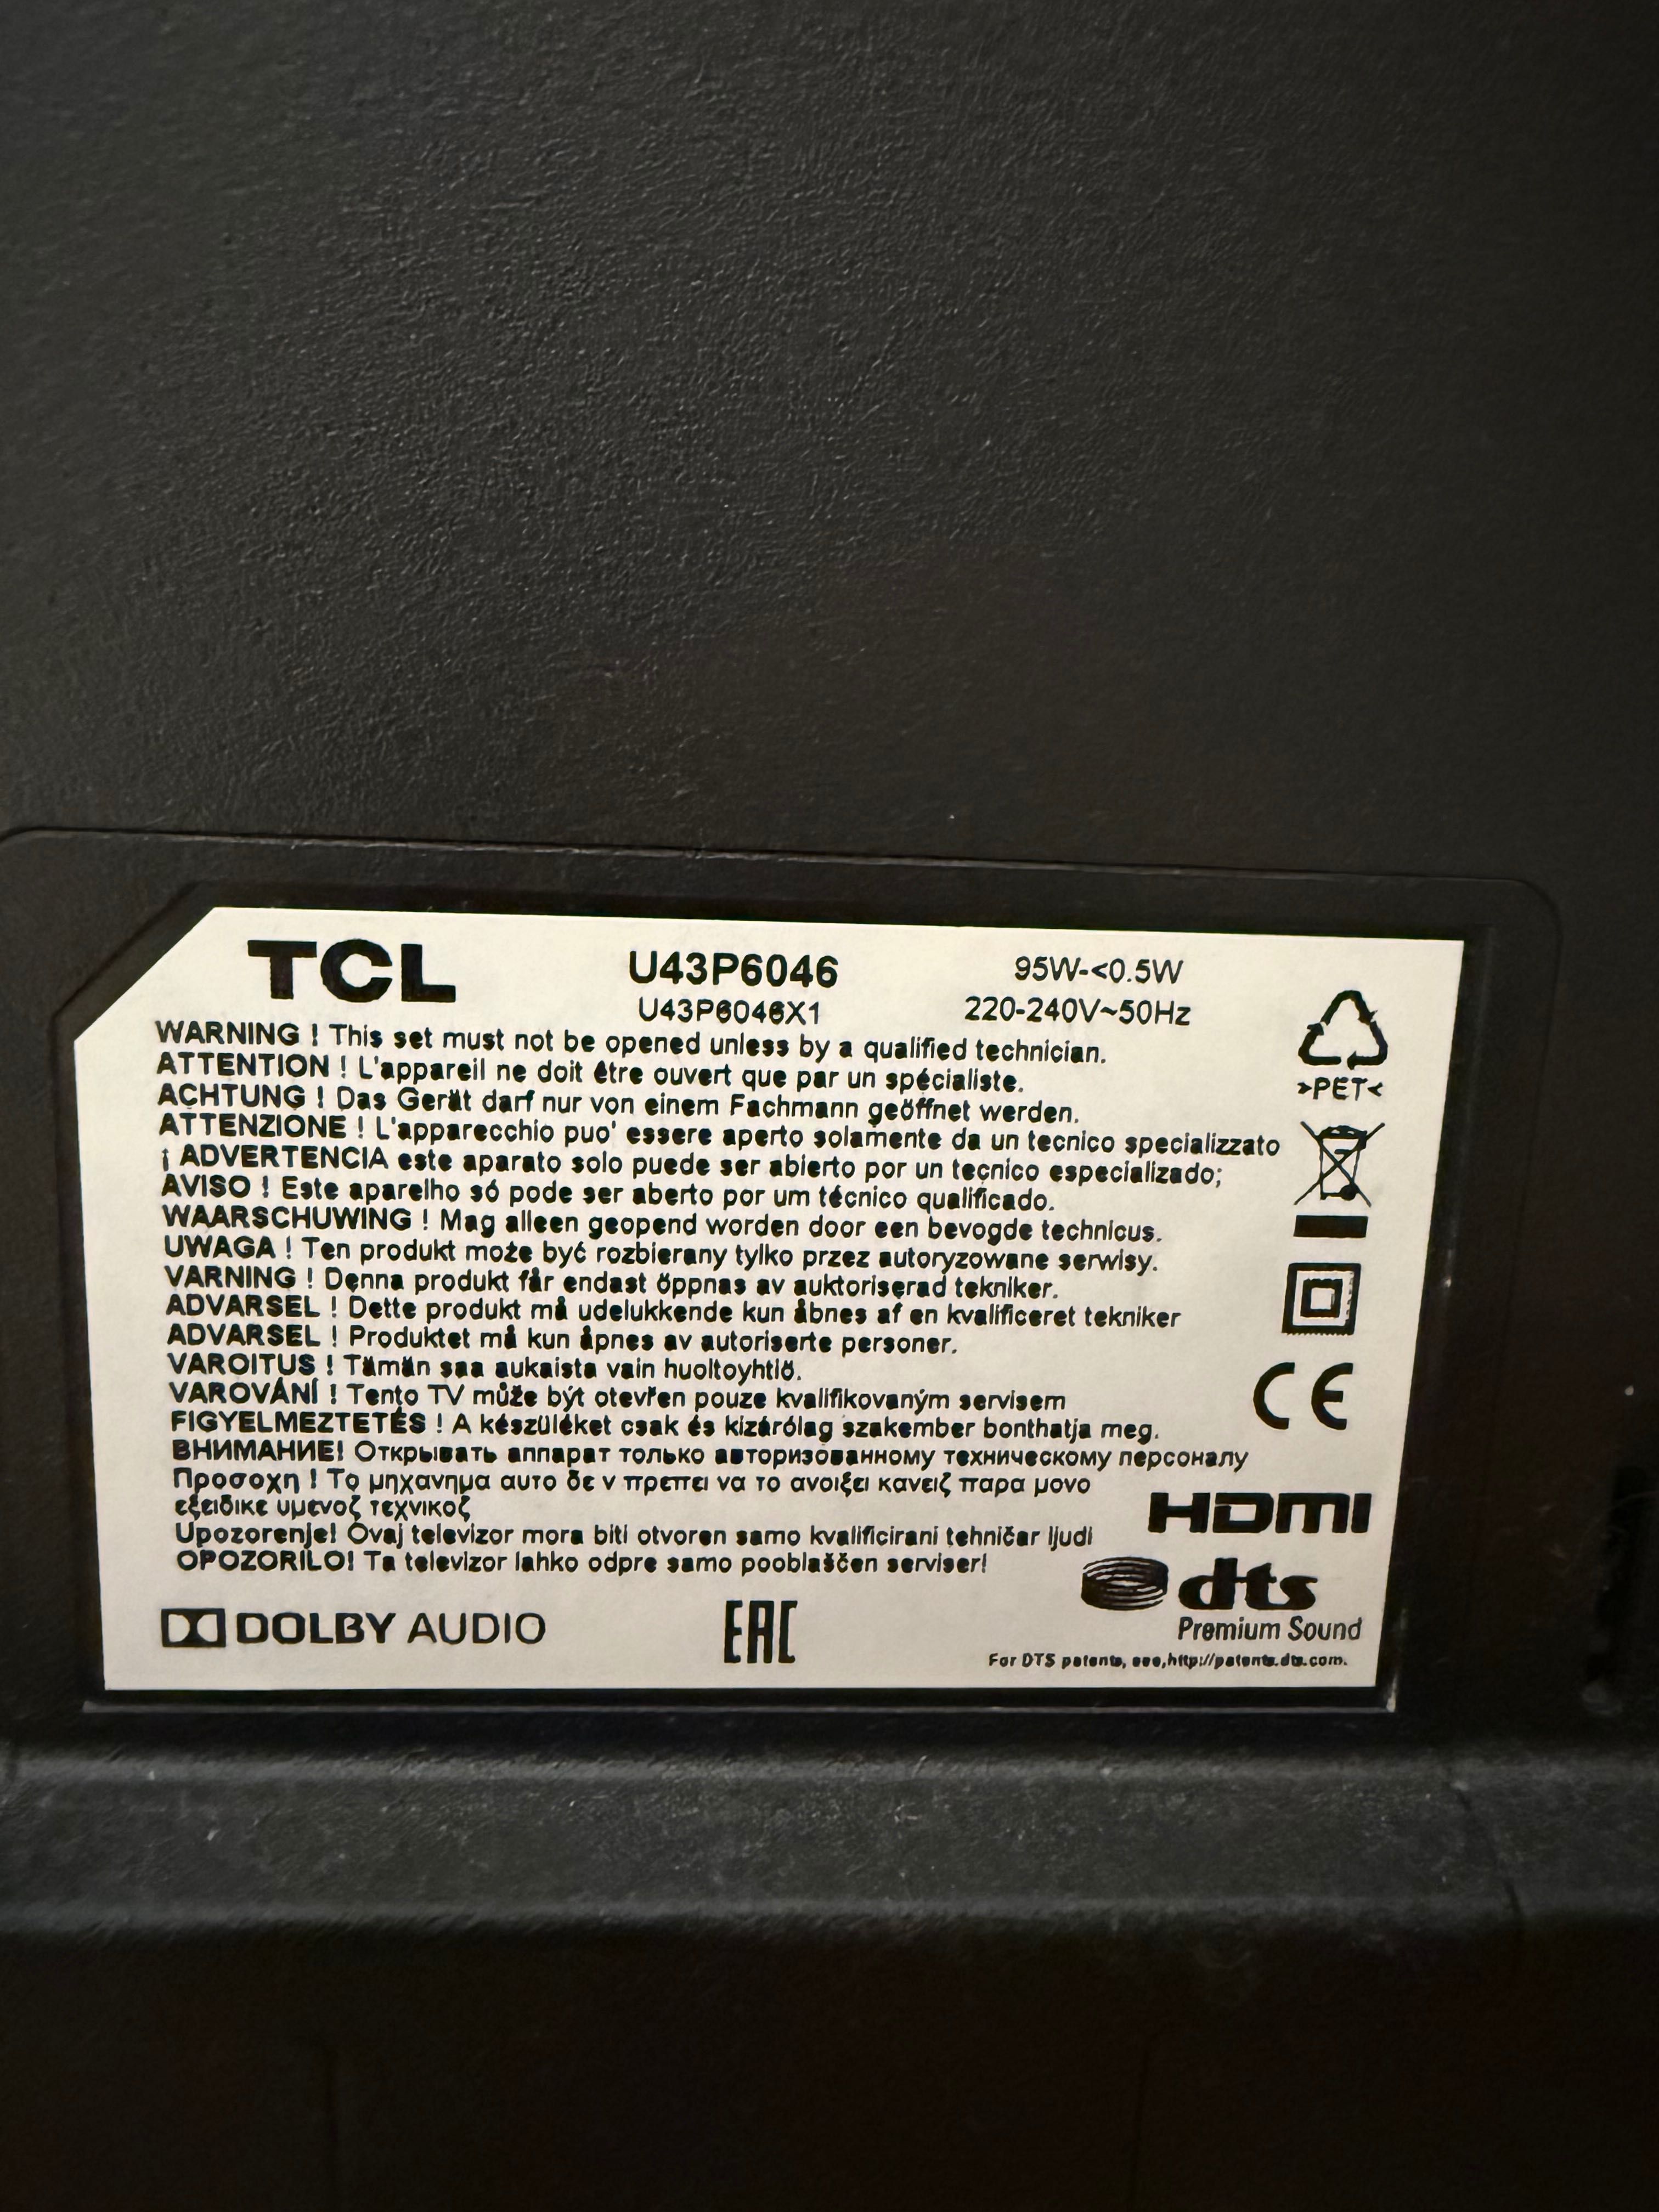 TCL U43P6046 95W-<0.5W
U43P6046X1 220-240V~50Hz
WARNING ! This set must not be opened unless by a qualified technician.
ATTENTION ! L'appareil ne doit être ouvert que par un spécialiste.
ACHTUNG ! Das Gerät darf nur von einem Fachmann geöffnet werden.
ATTENZIONE ! L'apparecchio puo' essere aperto solamente da un tecnico specializzato
¡ ADVERTENCIA este aparato solo puede ser abierto por un tecnico especializado;
AVISO ! Este aparelho só pode ser aberto por um técnico qualificado.
WAARSCHUWING ! Mag alleen geopend worden door een bevogde technicus.
UWAGA ! Ten produkt może być rozbierany tylko przez autoryzowane serwisy.
VARNING ! Denna produkt får endast öppnas av auktoriserad tekniker.
ADVARSEL ! Dette produkt må udelukkende kun åbnes af en kvalificeret tekniker
ADVARSEL ! Produktet må kun åpnes av autoriserte personer.
VAROITUS ! Tämän saa aukaista vain huoltoyhtiö.
VAROVÁNÍ ! Tento TV může být otevřen pouze kvalifikovaným servisem
FIGYELMEZTETÉS ! A készüléket csak és kizárólag szakember bonthatja meg.
ВНИМАНИЕ! Открывать аппарат только авторизованному техническому персоналу
Προσοχη ! Το μηχανημα αυτο δε ν πρεπει να το ανοιξει κανειζ παρα μονο
εξειδικε υμενοζ τεχνικοζ
Upozorenje! Ovaj televizor mora biti otvoren samo kvalificirani tehničar ljudi
OPOZORILO! Ta televizor lahko odpre samo pooblaščen serviser!
>PET<
CE
HDMI
dts
Premium Sound
For DTS patents, see,http://patents.dts.com.
DOLBY AUDIO
EAC